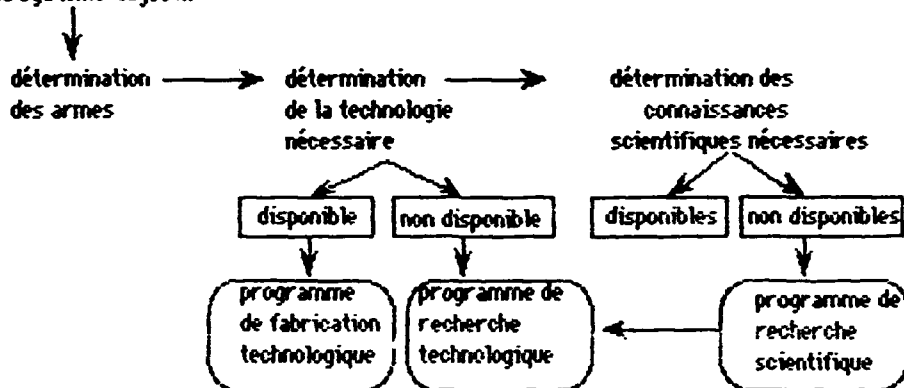 détermination
des armes
détermination
de la technologie
nécessaire
détermination des
connaissances
scientifiques nécessaires
disponible
non disponible
disponibles
non disponibles
programme
de fabrication
technologique
programme de
recherche
technologique
programme de
recherche
scientifique